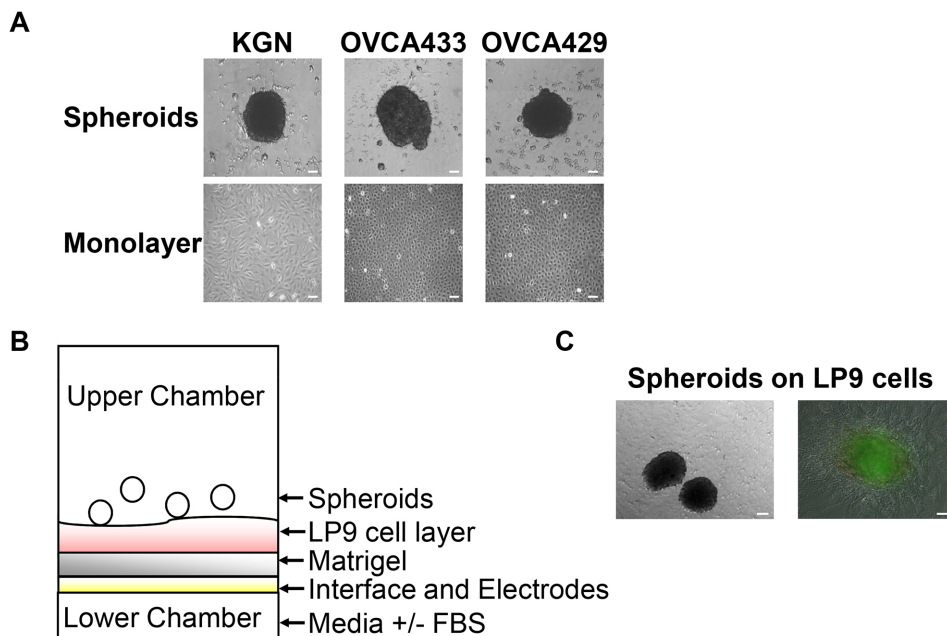 A
KGN OVCA433 OVCA429
Spheroids
Monolayer
B
Upper Chamber
Spheroids
LP9 cell layer
Matrigel
Interface and Electrodes
Lower Chamber
Media +/- FBS
C
Spheroids on LP9 cells